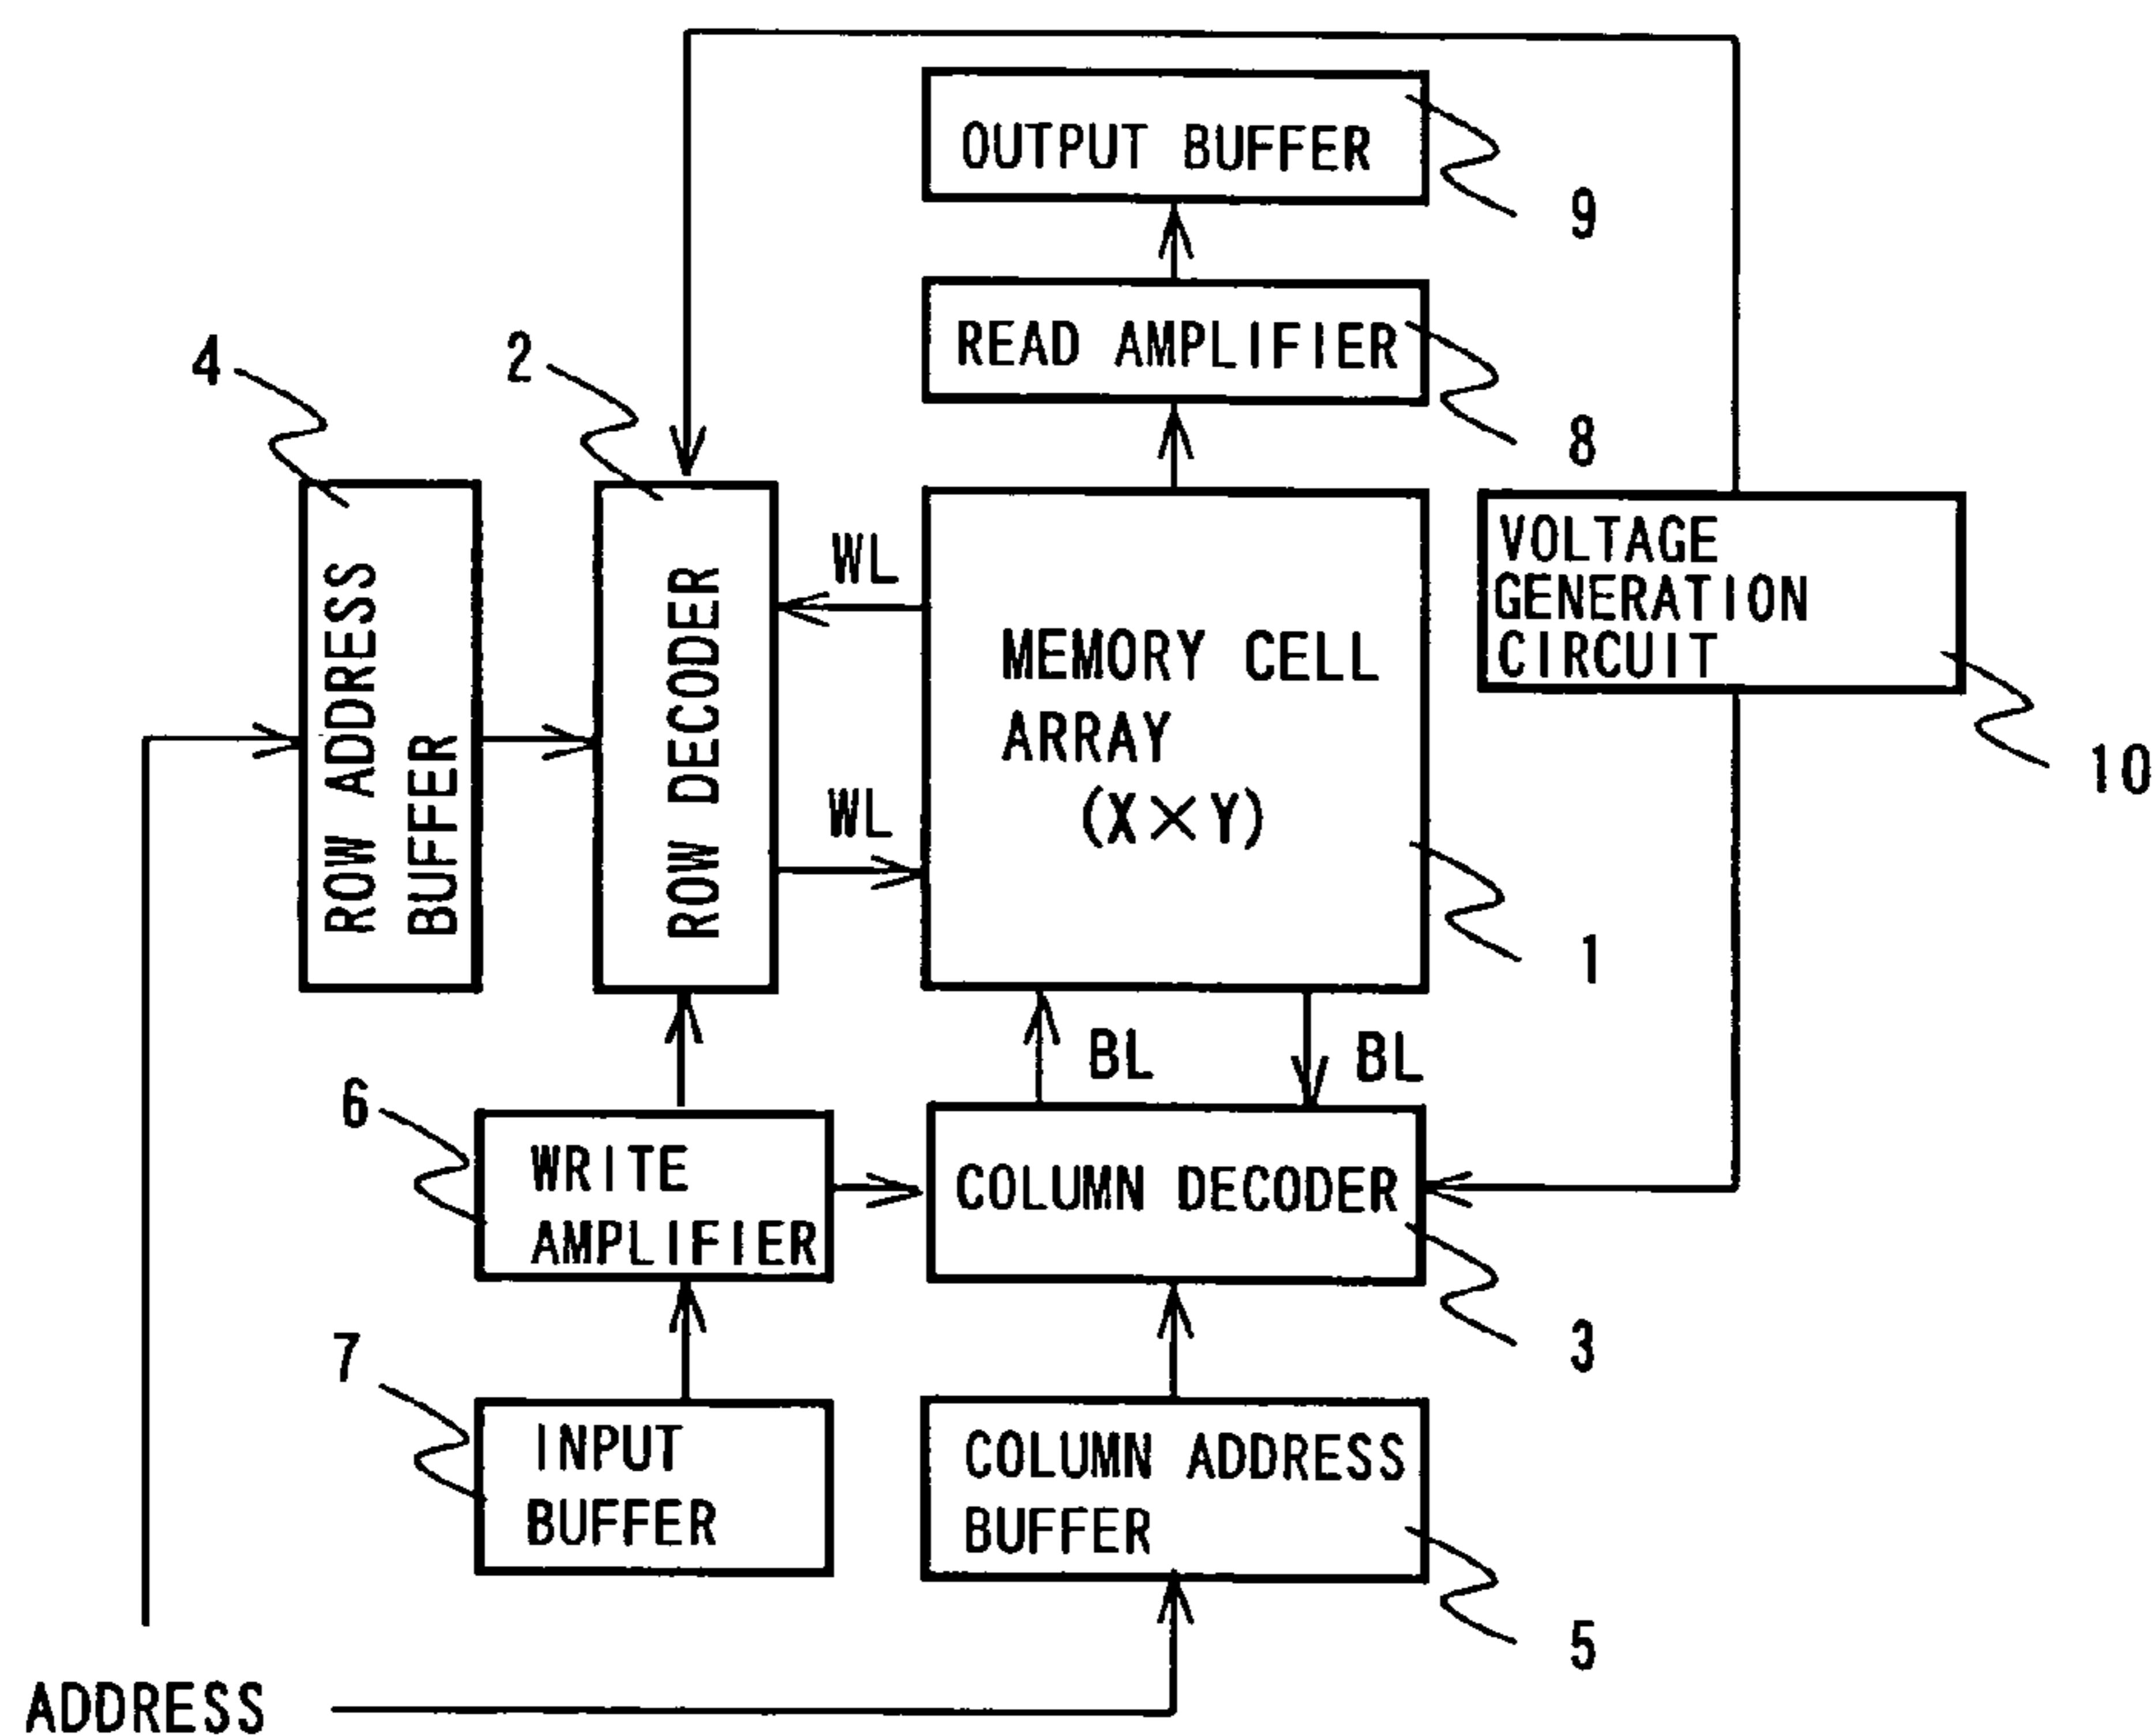 OUTPUT BUFFER
9
READ AMPLIFIER
8
4
2
ROW ADDRESS
BUFFER
ROW DECODER
WL
WL
MEMORY CELL
ARRAY
(X×Y)
1
VOLTAGE
GENERATION
CIRCUIT
10
BL
BL
6
WRITE
AMPLIFIER
COLUMN DECODER
3
7
INPUT
BUFFER
COLUMN ADDRESS
BUFFER
5
ADDRESS